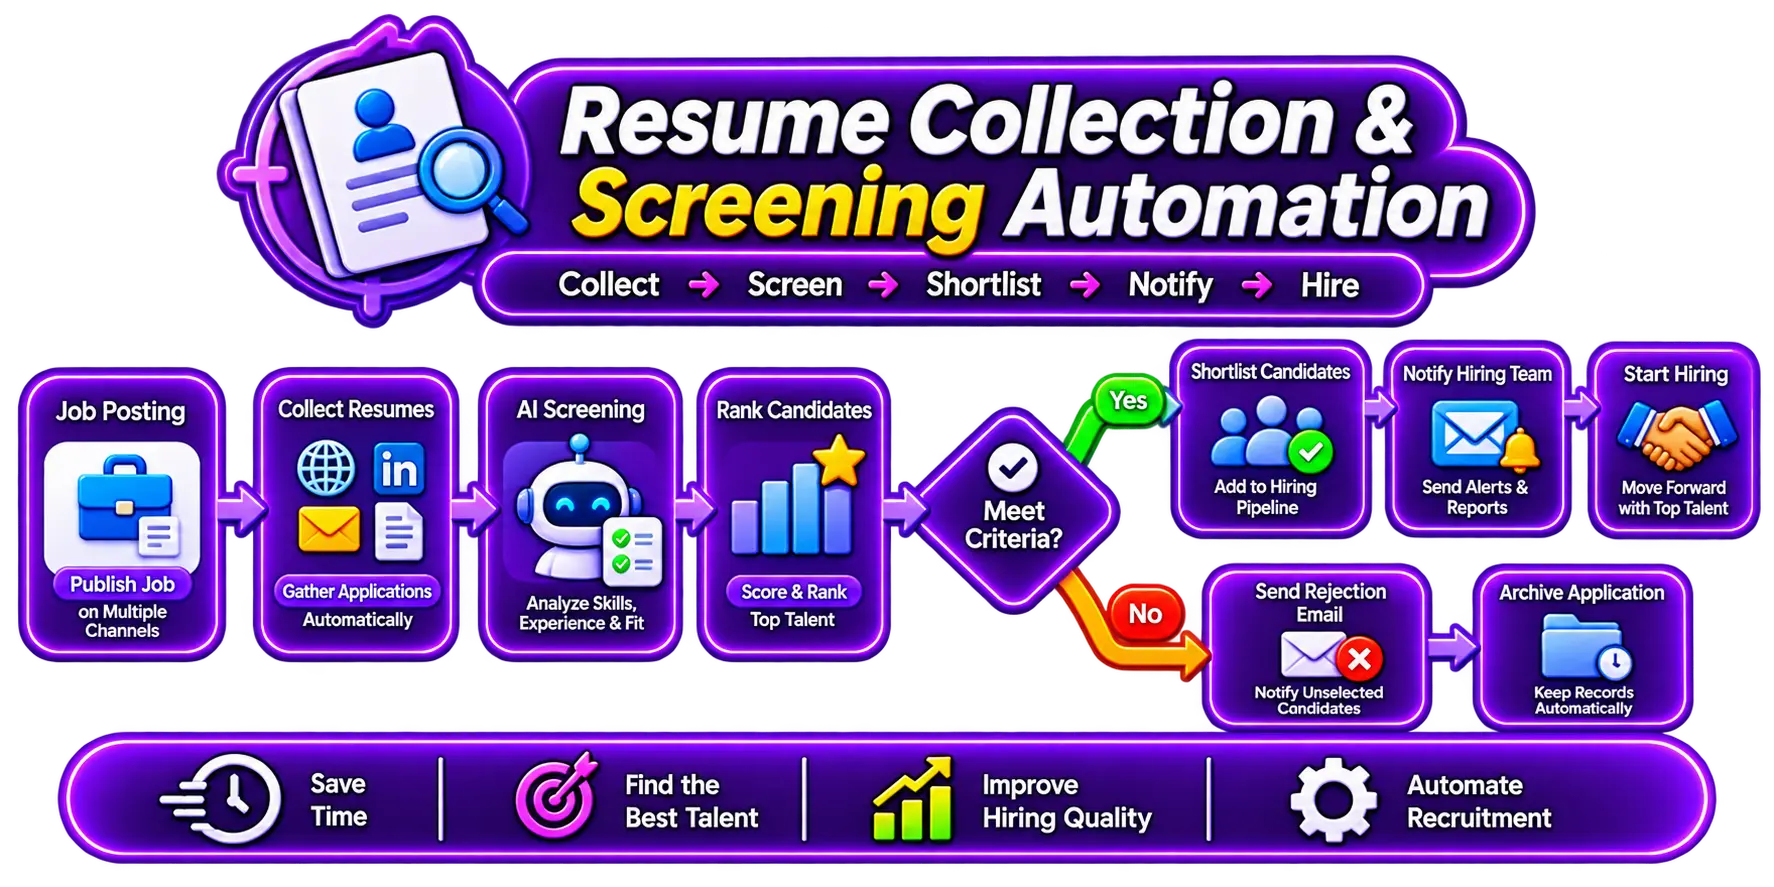 Resume Collection &
Screening Automation
Collect → Screen → Shortlist → Notify → Hire
Job Posting
Publish Job
on Multiple
Channels
Collect Resumes
in
Gather Applications
Automatically
AI Screening
Analyze Skills,
Experience & Fit
Rank Candidates
Score & Rank
Top Talent
Meet
Criteria?
Yes
Shortlist Candidates
Add to Hiring
Pipeline
Notify Hiring Team
Send Alerts &
Reports
Start Hiring
Move Forward
with Top Talent
No
Send Rejection
Email
Notify Unselected
Candidates
Archive Application
Keep Records
Automatically
Save
Time
Find the
Best Talent
Improve
Hiring Quality
Automate
Recruitment